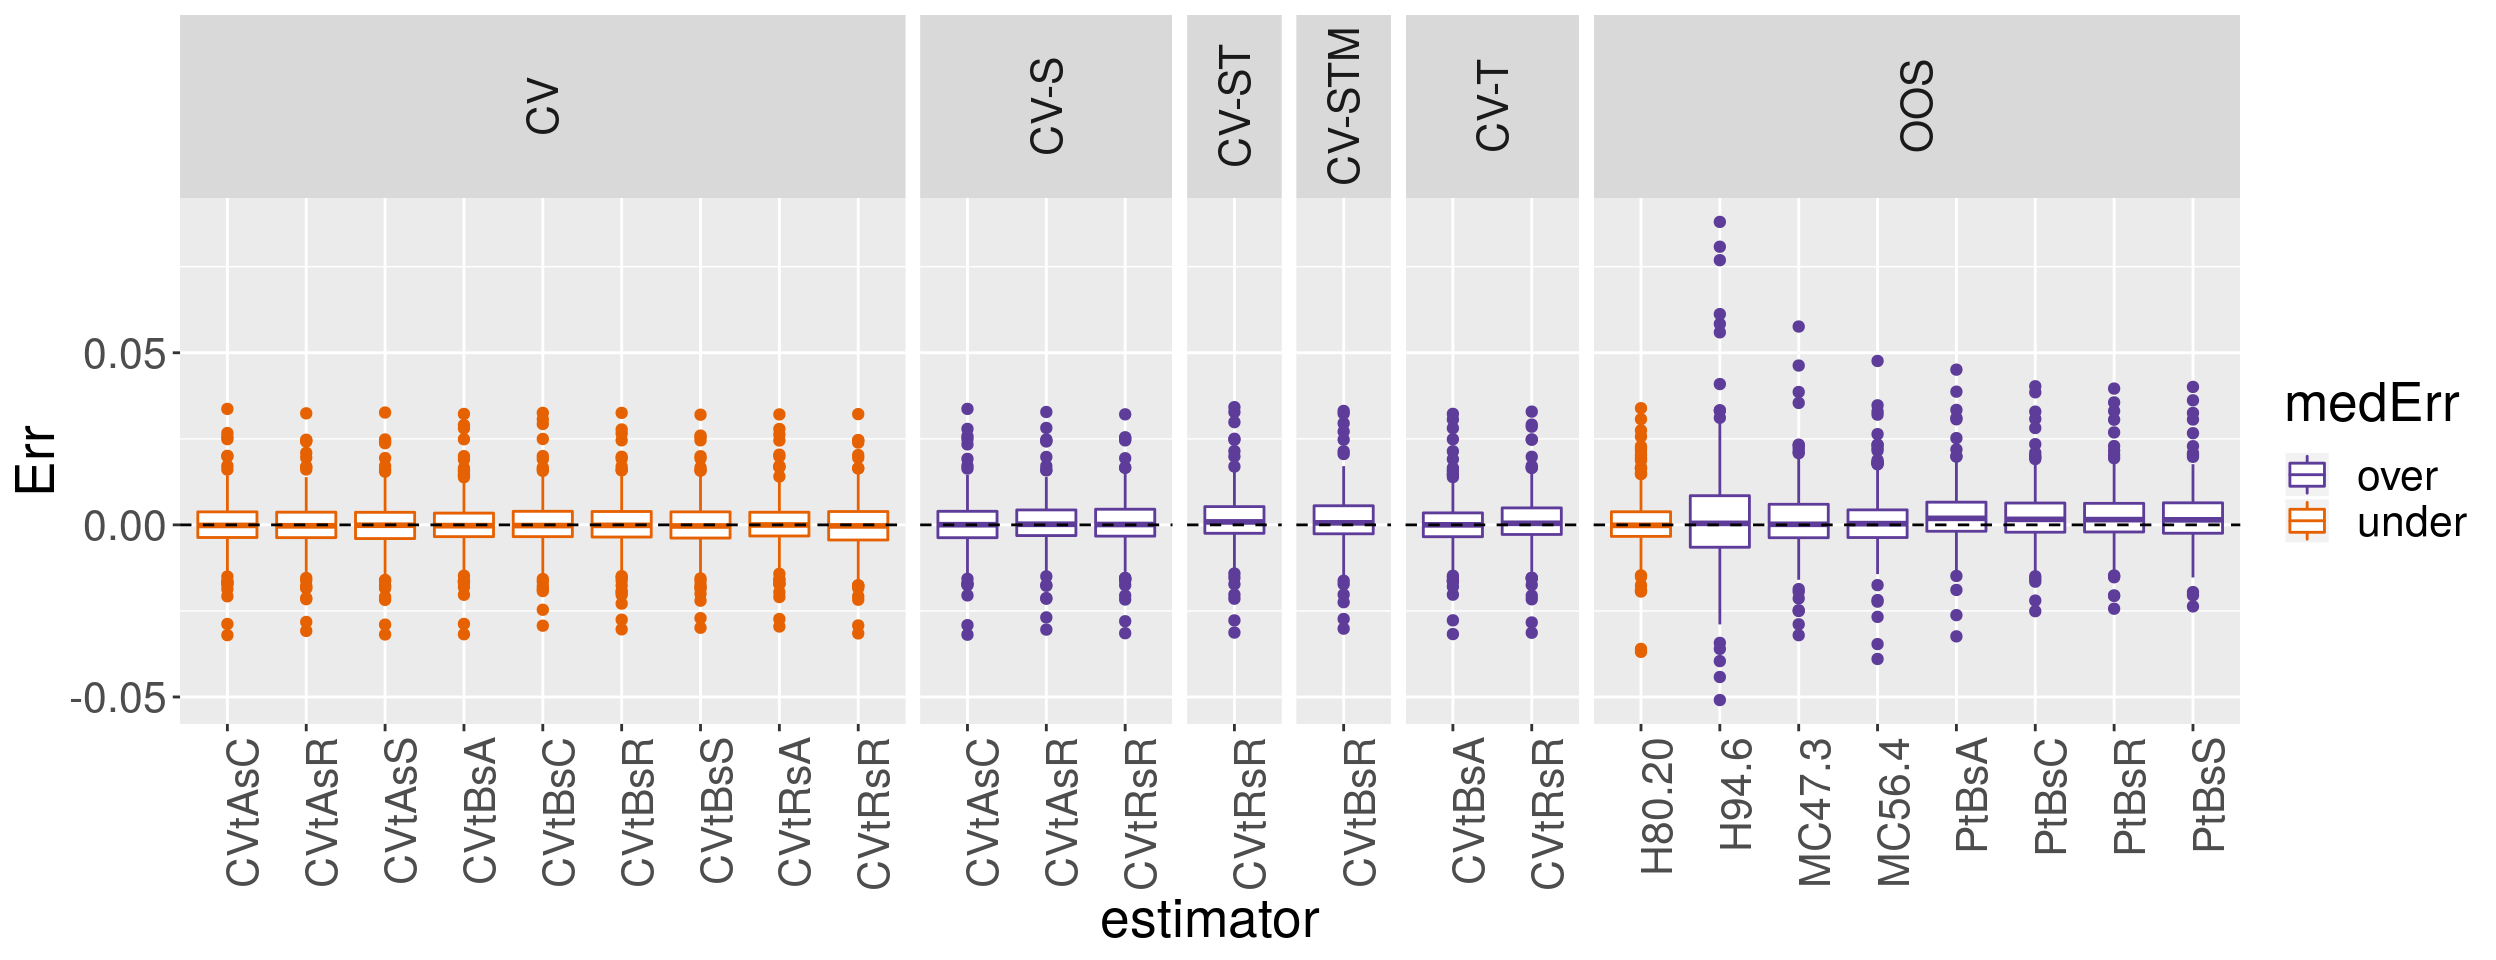 CV
CV-S
CV-ST
CV-STM
CV-T
OOS
Err
0.05
0.00
-0.05
CVtAsC
CVtAsR
CVtAsS
CVtBsA
CVtBsC
CVtBsR
CVtBsS
CVtRsA
CVtRsR
CVtAsC
CVtAsR
CVtRsR
CVtRsR
CVtBsR
CVtBsA
CVtRsR
H80.20
H94.6
MC47.3
MC56.4
PtBsA
PtBsC
PtBsR
PtBsS
estimator
medErr
over
under